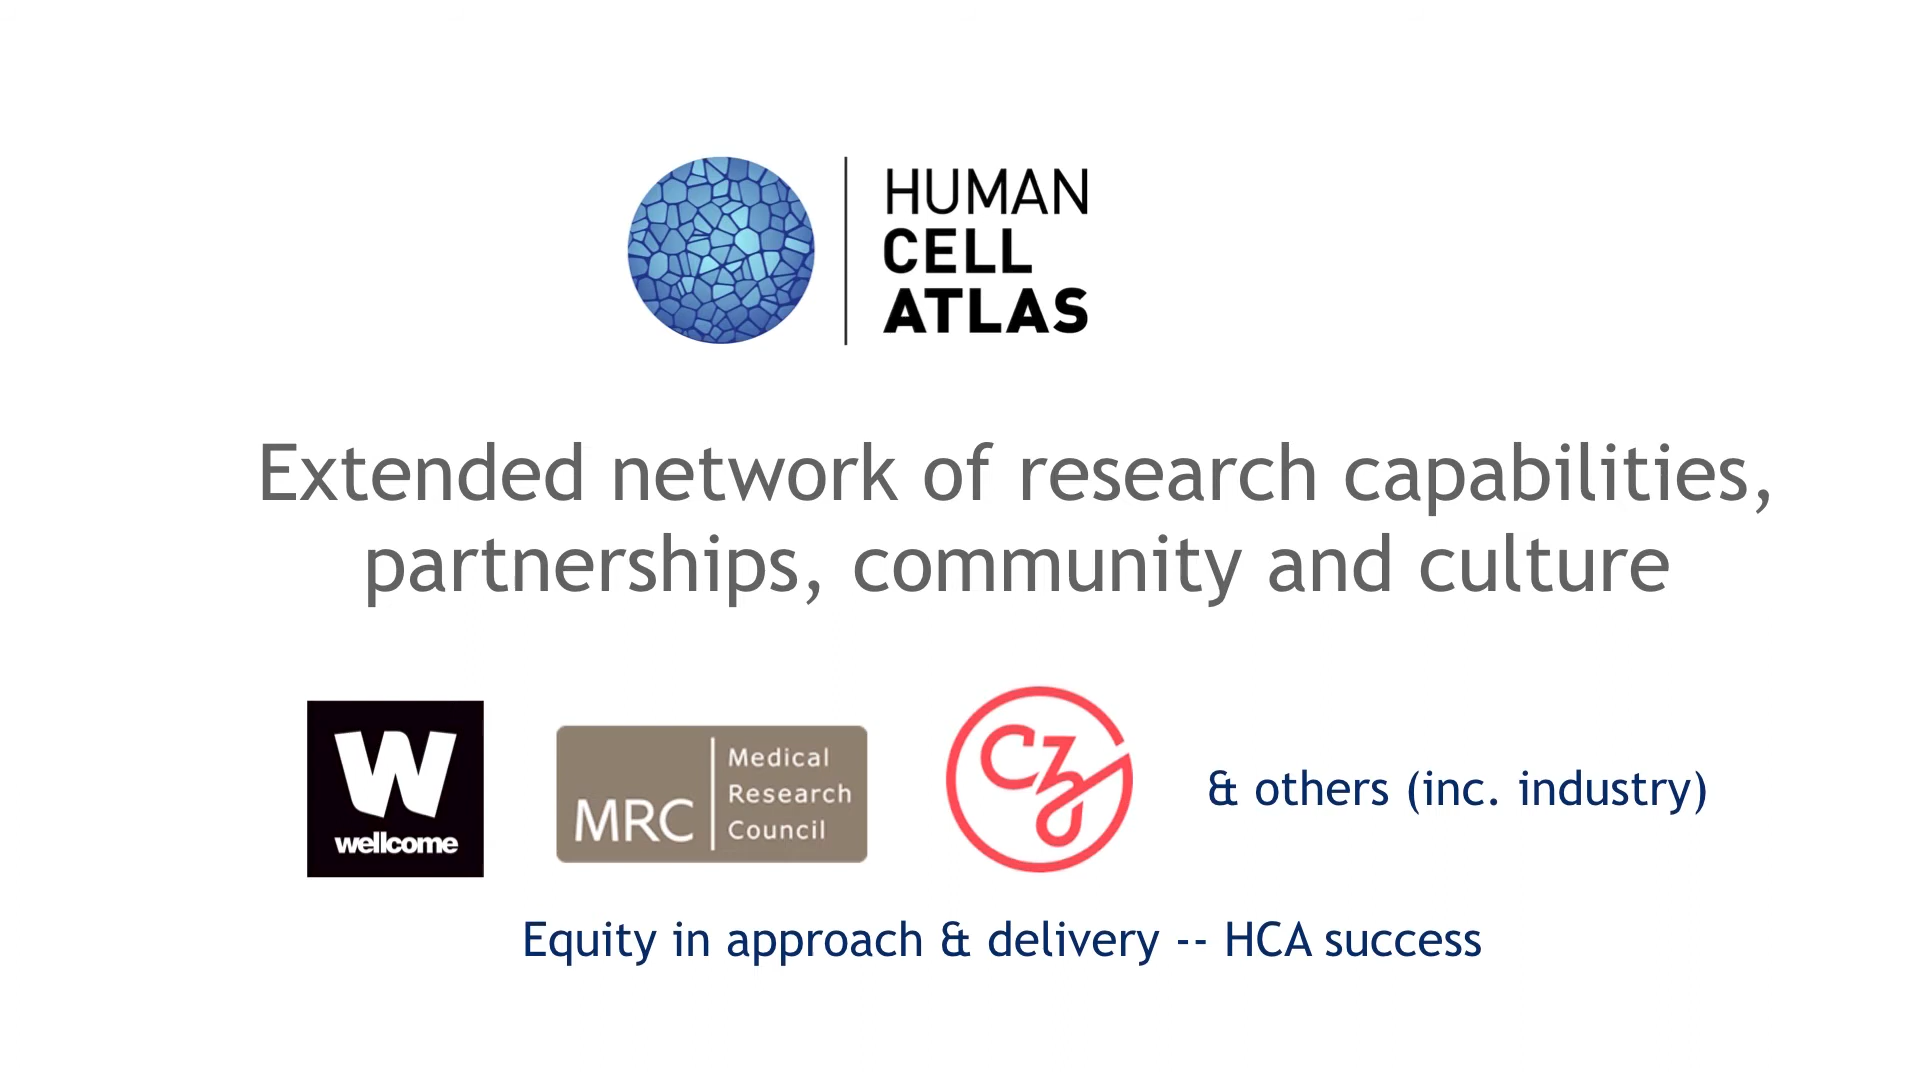 HUMAN
CELL
ATLAS
Extended network of research capabilities,
partnerships, community and culture
W
wellcome
MRC
Medical
Research
Council
CZ
& others (inc. industry)
Equity in approach & delivery -- HCA success